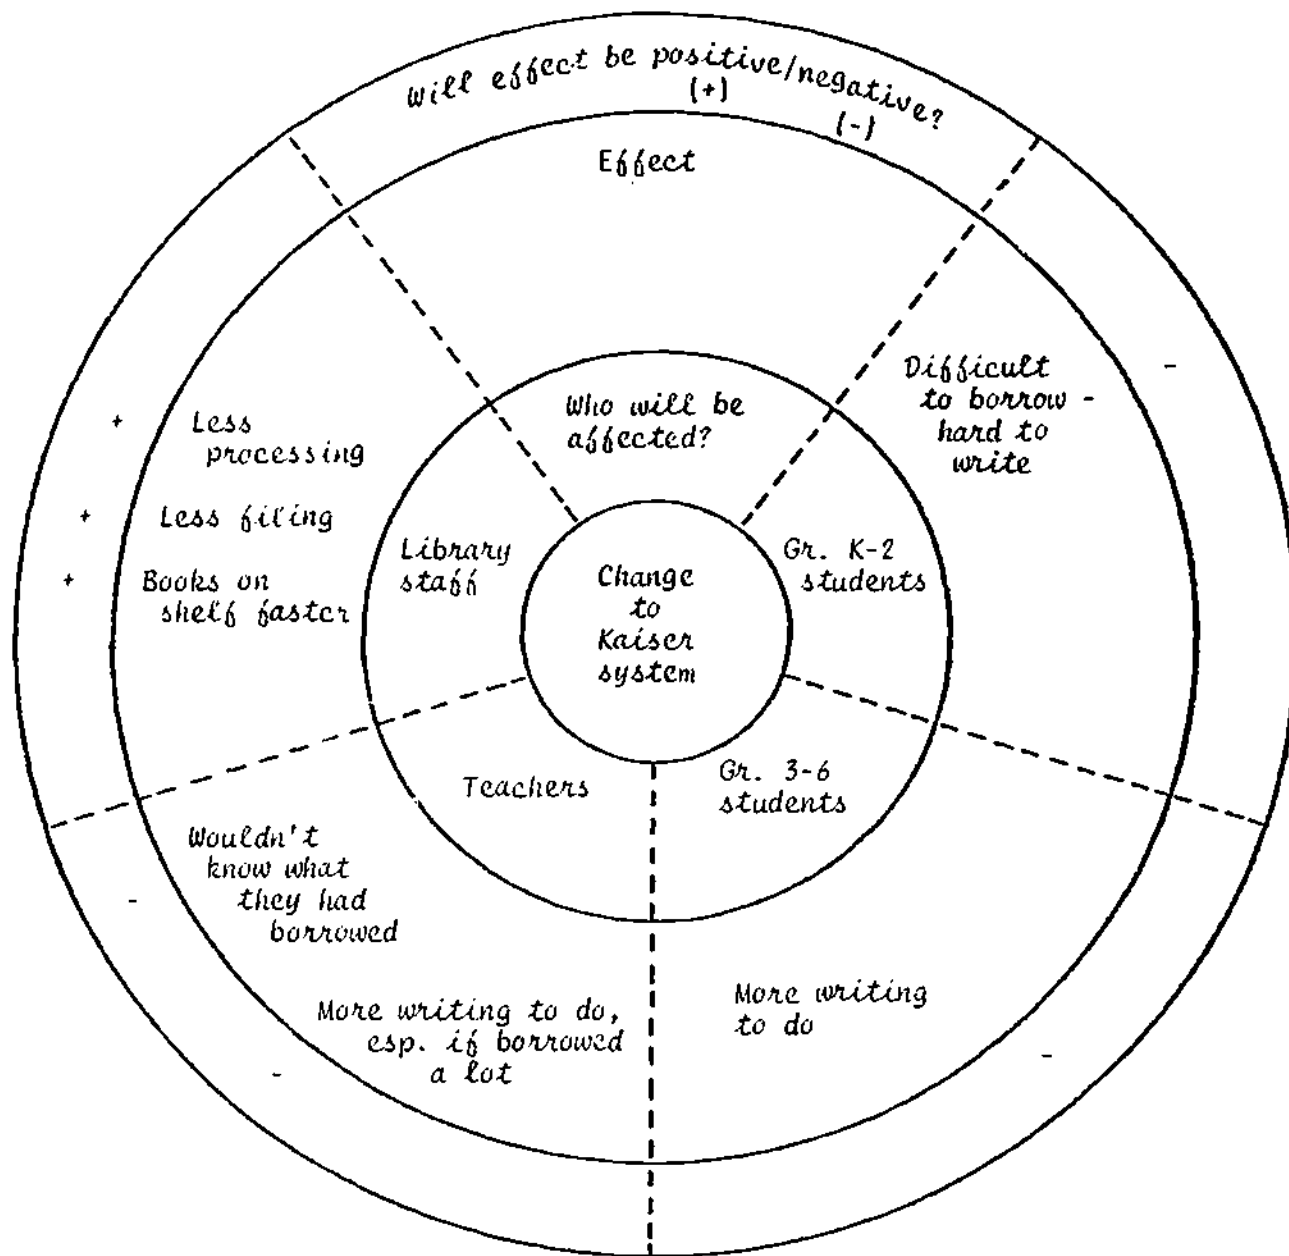 Will effect be positive/negative?
(+)
(-)
Effect
Who will be
affected?
Change
to
Kaiser
system
Gr. K-2
students
Difficult
to borrow -
hard to
write
-
Gr. 3-6
students
More writing
to do
-
Teachers
Wouldn't
know what
they had
borrowed
-
More writing to do,
esp. if borrowed
a lot
-
Library
staff
+
Less
processing
+
Less filing
+
Books on
shelf faster